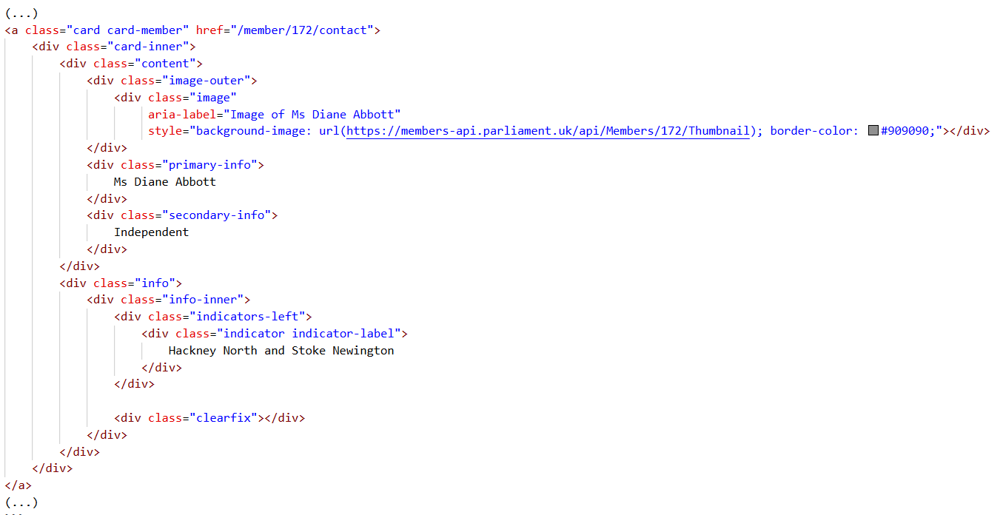 (...)
<a class="card card-member" href="/member/172/contact">
    <div class="card-inner">
        <div class="content">
            <div class="image-outer">
                <div class="image"
                     aria-label="Image of Ms Diane Abbott"
                     style="background-image: url(https://members-api.parliament.uk/api/Members/172/Thumbnail); border-color: #909090;"></div>
            </div>
            <div class="primary-info">
                Ms Diane Abbott
            </div>
            <div class="secondary-info">
                Independent
            </div>
        </div>
        <div class="info">
            <div class="info-inner">
                <div class="indicators-left">
                    <div class="indicator indicator-label">
                        Hackney North and Stoke Newington
                    </div>
                </div>

                <div class="clearfix"></div>
            </div>
        </div>
    </div>
</a>
(...)